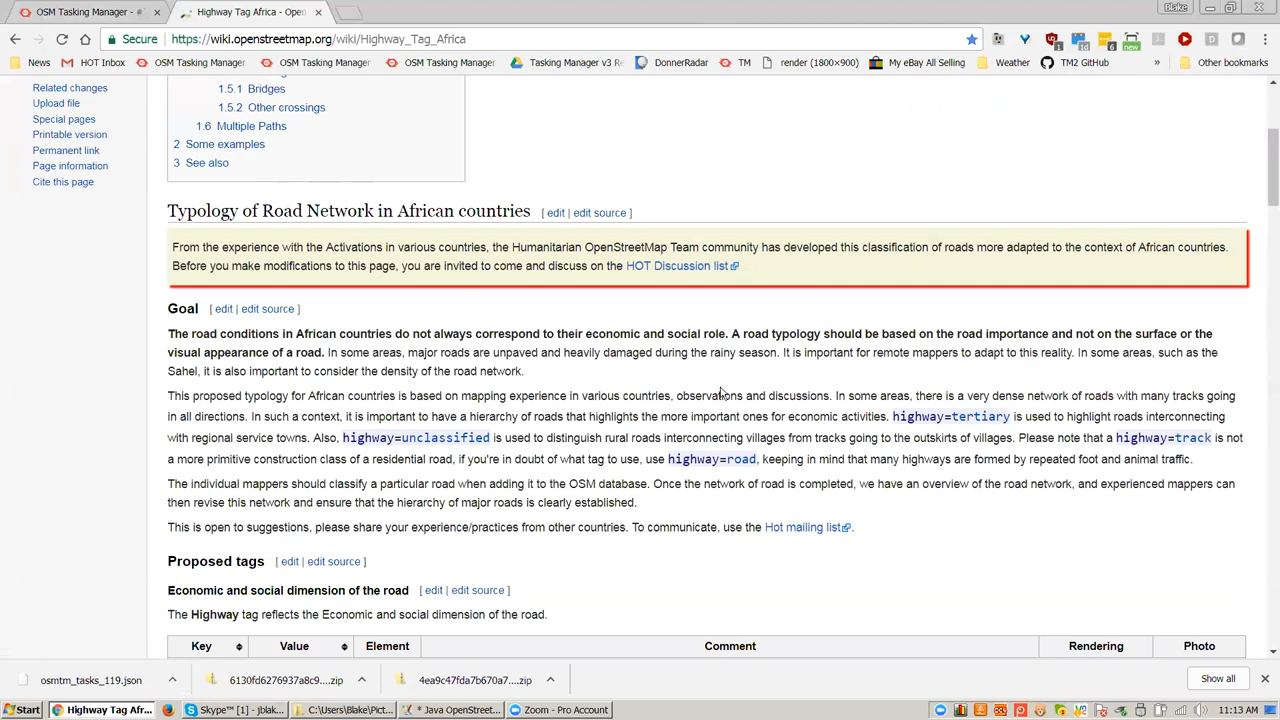 OSM Tasking Manager - #
Highway Tag Africa - Open
Blake
Secure
https://wiki.openstreetmap.org/wiki/Highway_Tag_Africa
News
HOT Inbox
OSM Tasking Manager
OSM Tasking Manager
OSM Tasking Manager
Tasking Manager v3 Re
DonnerRadar
TM
render (1800×900)
My eBay All Selling
Weather
TM2 GitHub
»
Other bookmarks
Related changes
Upload file
Special pages
Printable version
Permanent link
Page information
Cite this page
1.5.1 Bridges
1.5.2 Other crossings
1.6 Multiple Paths
2 Some examples
3 See also
Typology of Road Network in African countries [ edit | edit source ]
From the experience with the Activations in various countries, the Humanitarian OpenStreetMap Team community has developed this classification of roads more adapted to the context of African countries.
Before you make modifications to this page, you are invited to come and discuss on the HOT Discussion list
Goal [ edit | edit source ]
The road conditions in African countries do not always correspond to their economic and social role. A road typology should be based on the road importance and not on the surface or the
visual appearance of a road. In some areas, major roads are unpaved and heavily damaged during the rainy season. It is important for remote mappers to adapt to this reality. In some areas, such as the
Sahel, it is also important to consider the density of the road network.
This proposed typology for African countries is based on mapping experience in various countries, observations and discussions. In some areas, there is a very dense network of roads with many tracks going
in all directions. In such a context, it is important to have a hierarchy of roads that highlights the more important ones for economic activities. highway=tertiary is used to highlight roads interconnecting
with regional service towns. Also, highway=unclassified is used to distinguish rural roads interconnecting villages from tracks going to the outskirts of villages. Please note that a highway=track is not
a more primitive construction class of a residential road, if you're in doubt of what tag to use, use highway=road, keeping in mind that many highways are formed by repeated foot and animal traffic.
The individual mappers should classify a particular road when adding it to the OSM database. Once the network of road is completed, we have an overview of the road network, and experienced mappers can
then revise this network and ensure that the hierarchy of major roads is clearly established.
This is open to suggestions, please share your experience/practices from other countries. To communicate, use the Hot mailing list.
Proposed tags [ edit | edit source ]
Economic and social dimension of the road [ edit | edit source ]
The Highway tag reflects the Economic and social dimension of the road.
Key Value Element Comment Rendering Photo
osmtm_tasks_119.json
6130fd6276937a8c9....zip
4ea9c47fda7b670a7....zip
Show all
Start
Highway Tag Afr...
Skype™ [1] - jblak...
C:\Users\Blake\Pict...
* Java OpenStreet...
Zoom - Pro Account
11:13 AM